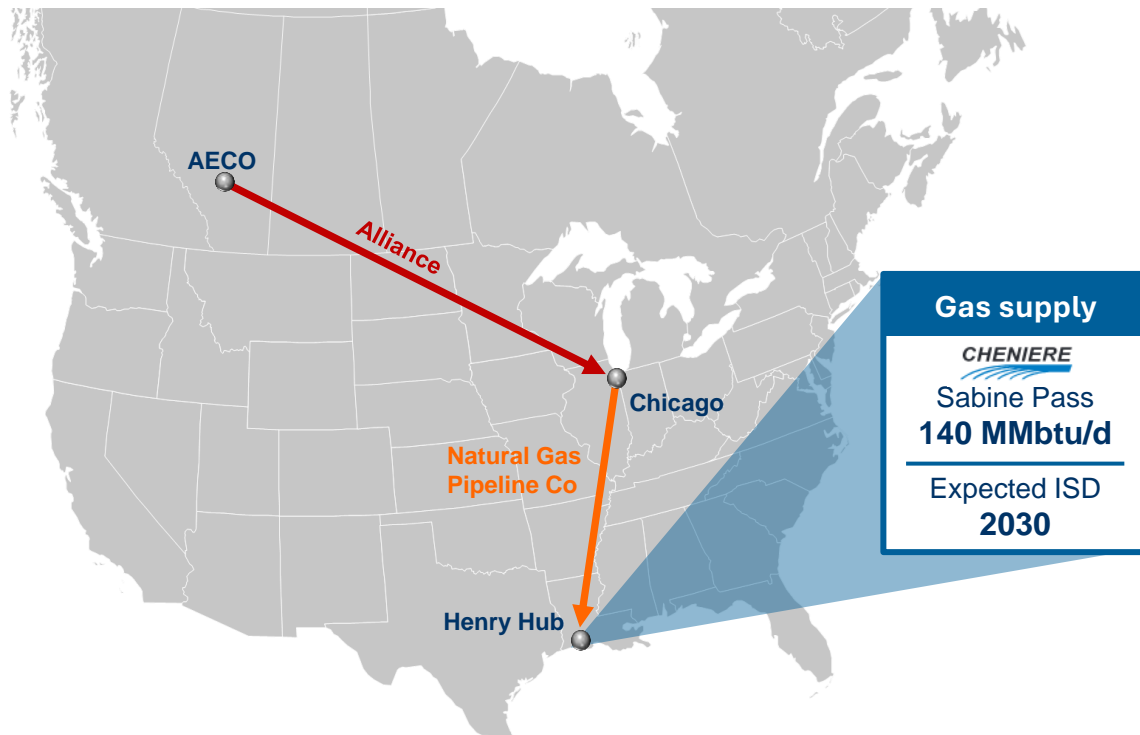 AECO
Alliance
Chicago
Natural Gas
Pipeline Co
Henry Hub
Gas supply
CHENIERE
Sabine Pass
140 MMbtu/d
Expected ISD
2030